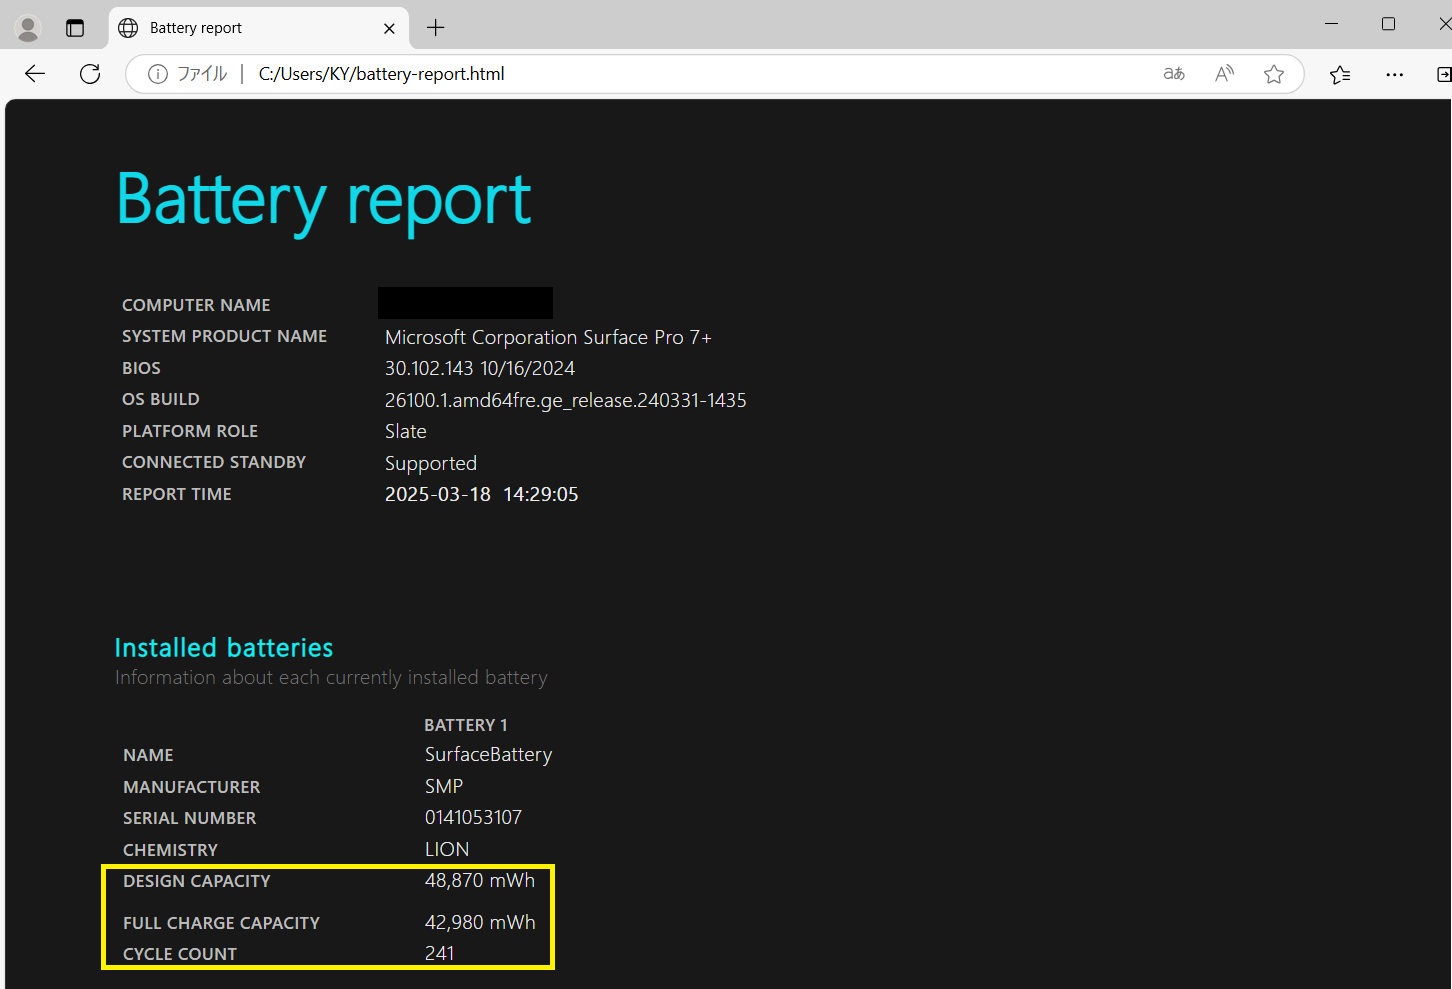 Battery report
ファイル | C:/Users/KY/battery-report.html
aあ A
Battery report
COMPUTER NAME
SYSTEM PRODUCT NAME Microsoft Corporation Surface Pro 7+
BIOS 30.102.143 10/16/2024
OS BUILD 26100.1.amd64fre.ge_release.240331-1435
PLATFORM ROLE Slate
CONNECTED STANDBY Supported
REPORT TIME 2025-03-18 14:29:05
Installed batteries
Information about each currently installed battery
BATTERY 1
NAME SurfaceBattery
MANUFACTURER SMP
SERIAL NUMBER 0141053107
CHEMISTRY LION
DESIGN CAPACITY 48,870 mWh
FULL CHARGE CAPACITY 42,980 mWh
CYCLE COUNT 241